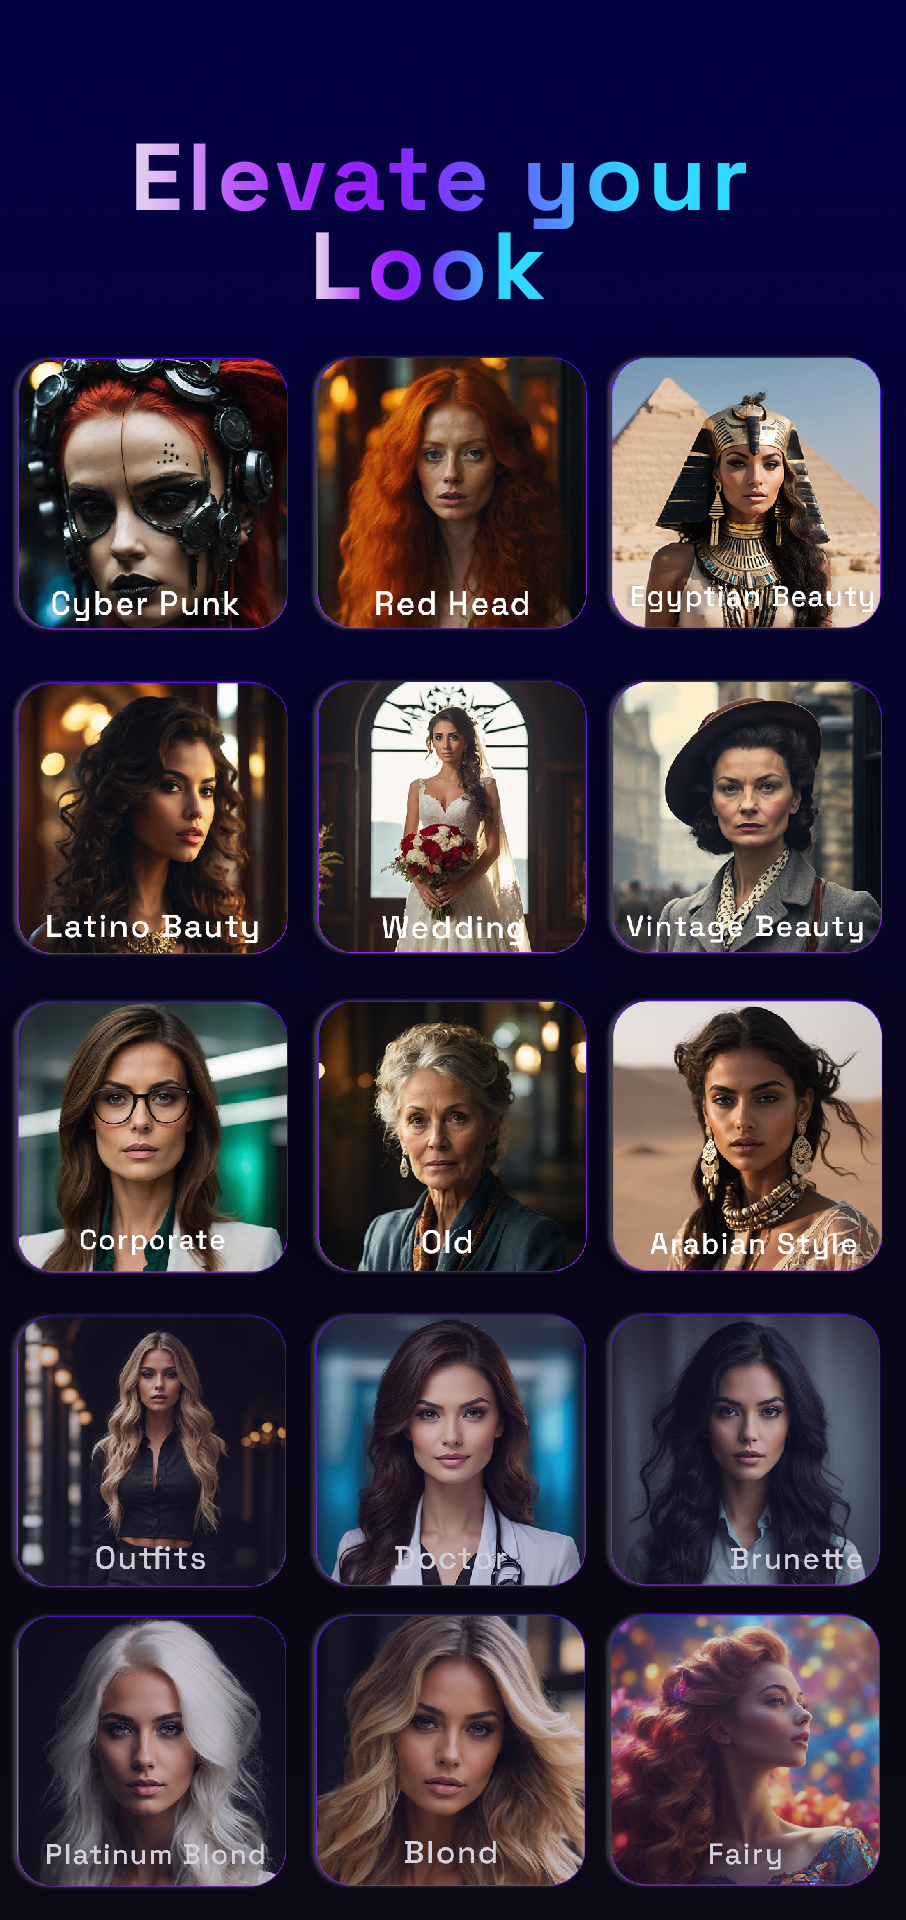 Elevate your
Look
Cyber Punk
Red Head
Egyptian Beauty
Latino Bauty
Wedding
Vintage Beauty
Corporate
Old
Arabian Style
Outfits
Doctor
Brunette
Platinum Blond
Blond
Fairy